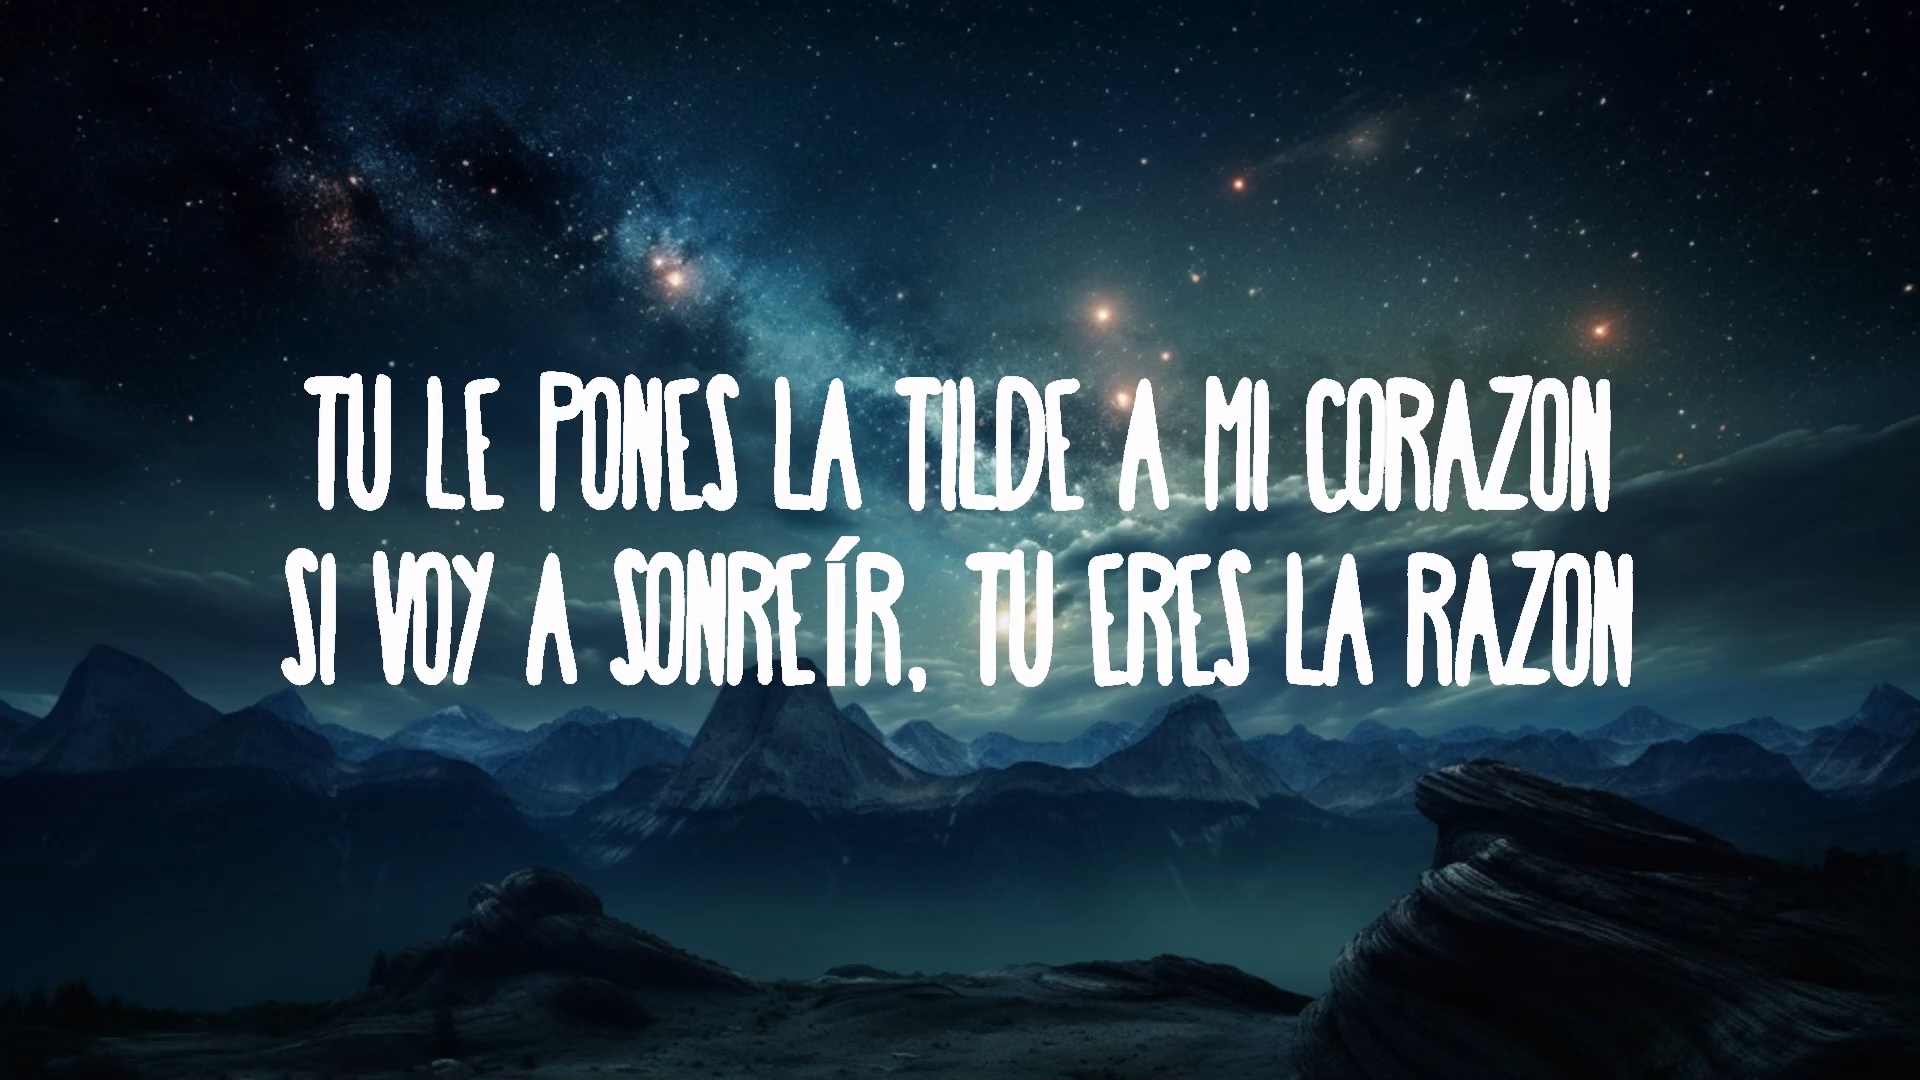 TU LE PONES LA TILDE A MI CORAZON
SI VOY A SONREÍR, TU ERES LA RAZON